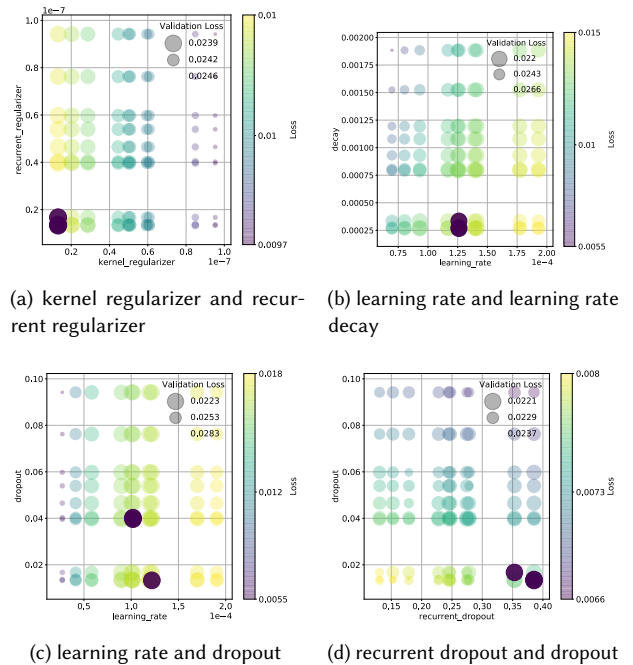 1e−7
1.0
0.8
0.6
0.4
0.2
recurrent_regularizer
Validation Loss
0.0239
0.0242
0.0246
0.0
0.2
0.4
0.6
0.8
1.0
kernel_regularizer
1e−7
0.01
0.01
0.0097
Loss
(a) kernel regularizer and recur-
rent regularizer
0.00200
0.00175
0.00150
0.00125
0.00100
0.00075
0.00050
0.00025
decay
Validation Loss
0.022
0.0243
0.0266
0.75
1.00
1.25
1.50
1.75
learning_rate
1e−4
0.015
0.010
0.0055
Loss
(b) learning rate and learning rate
decay
0.10
0.08
0.06
0.04
0.02
dropout
Validation Loss
0.0223
0.0253
0.0283
0,5
1.0
1.5
learning_rate
1e−4
0.018
0.012
0.0055
Loss
(c) learning rate and dropout
0.10
0.08
0.06
0.04
0.02
dropout
Validation Loss
0.0221
0.0229
0.0237
0.15
0.20
0.25
0.30
0.35
0.40
recurrent_dropout
0.008
0.0073
0.0066
Loss
(d) recurrent dropout and dropout